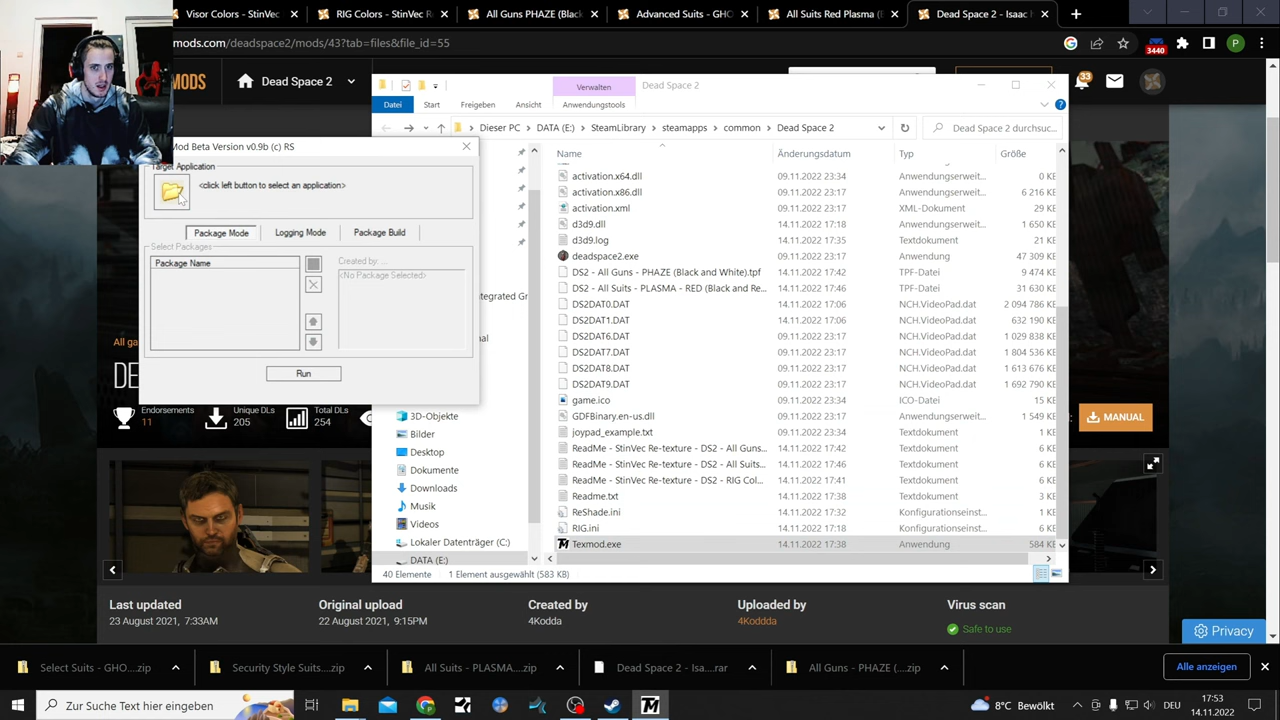 Visor Colors - StinVec
RIG Colors - StinVec R
All Guns PHAZE (Black
Advanced Suits - GHO
All Suits Red Plasma (B
Dead Space 2 - Isaac H
mods.com/deadspace2/mods/43?tab=files&file_id=55
3440
P
MODS
Dead Space 2
33
Verwalten
Dead Space 2
Datei
Start
Freigeben
Ansicht
Anwendungstools
Dieser PC
DATA (E:)
SteamLibrary
steamapps
common
Dead Space 2
Dead Space 2 durchsuc...
Mod Beta Version v0.9b (c) RS
Target Application
<click left button to select an application>
Package Mode
Logging Mode
Package Build
Select Packages
Package Name
Created by: ...
<No Package Selected>
Run
Name
Änderungsdatum
Typ
Größe
activation.x64.dll 09.11.2022 23:34 Anwendungserweit... 0 KB
activation.x86.dll 09.11.2022 23:17 Anwendungserweit... 6 216 KB
activation.xml 09.11.2022 23:17 XML-Dokument 29 KB
d3d9.dll 14.11.2022 17:18 Anwendungserweit... 1 650 KB
d3d9.log 14.11.2022 17:35 Textdokument 21 KB
deadspace2.exe 09.11.2022 23:17 Anwendung 47 309 KB
DS2 - All Guns - PHAZE (Black and White).tpf 09.11.2022 23:17 TPF-Datei 9 474 KB
DS2 - All Suits - PLASMA - RED (Black and Re... 14.11.2022 17:46 TPF-Datei 31 630 KB
DS2DAT0.DAT 14.11.2022 17:06 NCH.VideoPad.dat 2 094 786 KB
DS2DAT1.DAT 14.11.2022 17:06 NCH.VideoPad.dat 632 190 KB
DS2DAT6.DAT 09.11.2022 23:17 NCH.VideoPad.dat 1 029 838 KB
DS2DAT7.DAT 09.11.2022 23:17 NCH.VideoPad.dat 1 804 536 KB
DS2DAT8.DAT 09.11.2022 23:17 NCH.VideoPad.dat 1 613 676 KB
DS2DAT9.DAT 09.11.2022 23:17 NCH.VideoPad.dat 1 692 790 KB
game.ico 09.11.2022 23:34 ICO-Datei 15 KB
GDFBinary.en-us.dll 09.11.2022 23:17 Anwendungserweit... 1 549 KB
joypad_example.txt 09.11.2022 23:34 Textdokument 6 KB
ReadMe - StinVec Re-texture - DS2 - All Guns... 14.11.2022 17:42 Textdokument 6 KB
ReadMe - StinVec Re-texture - DS2 - All Suits... 14.11.2022 17:46 Textdokument 6 KB
ReadMe - StinVec Re-texture - DS2 - RIG Col... 14.11.2022 17:41 Textdokument 6 KB
Readme.txt 14.11.2022 17:38 Textdokument 3 KB
ReShade.ini 14.11.2022 17:32 Konfigurationseinst... 1 KB
RIG.ini 14.11.2022 17:18 Konfigurationseinst... 1 KB
Texmod.exe 14.11.2022 17:38 Anwendung 584 KB
ntegrated Gr
nal
3D-Objekte
Bilder
Desktop
Dokumente
Downloads
Musik
Videos
Lokaler Datenträger (C:)
DATA (E:)
40 Elemente
1 Element ausgewählt (583 KB)
All ga
DE
Endorsements
11
Unique DLs
205
Total DLs
254
MANUAL
Last updated
23 August 2021, 7:33AM
Original upload
22 August 2021, 9:15PM
Created by
4Kodda
Uploaded by
4Koddda
Virus scan
Safe to use
Privacy
Select Suits - GHO....zip
Security Style Suits....zip
All Suits - PLASMA....zip
Dead Space 2 - Isa....rar
All Guns - PHAZE (....zip
Alle anzeigen
Zur Suche Text hier eingeben
8°C Bewölkt
DEU
17:53
14.11.2022